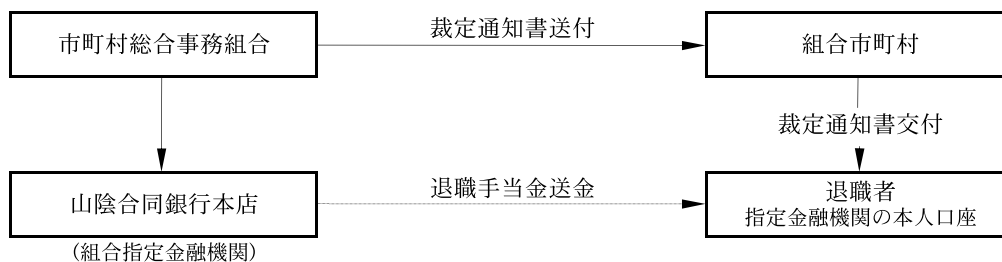 市町村総合事務組合
裁定通知書送付
組合市町村
裁定通知書交付
山陰合同銀行本店
(組合指定金融機関)
退職手当金送金
退職者
指定金融機関の本人口座